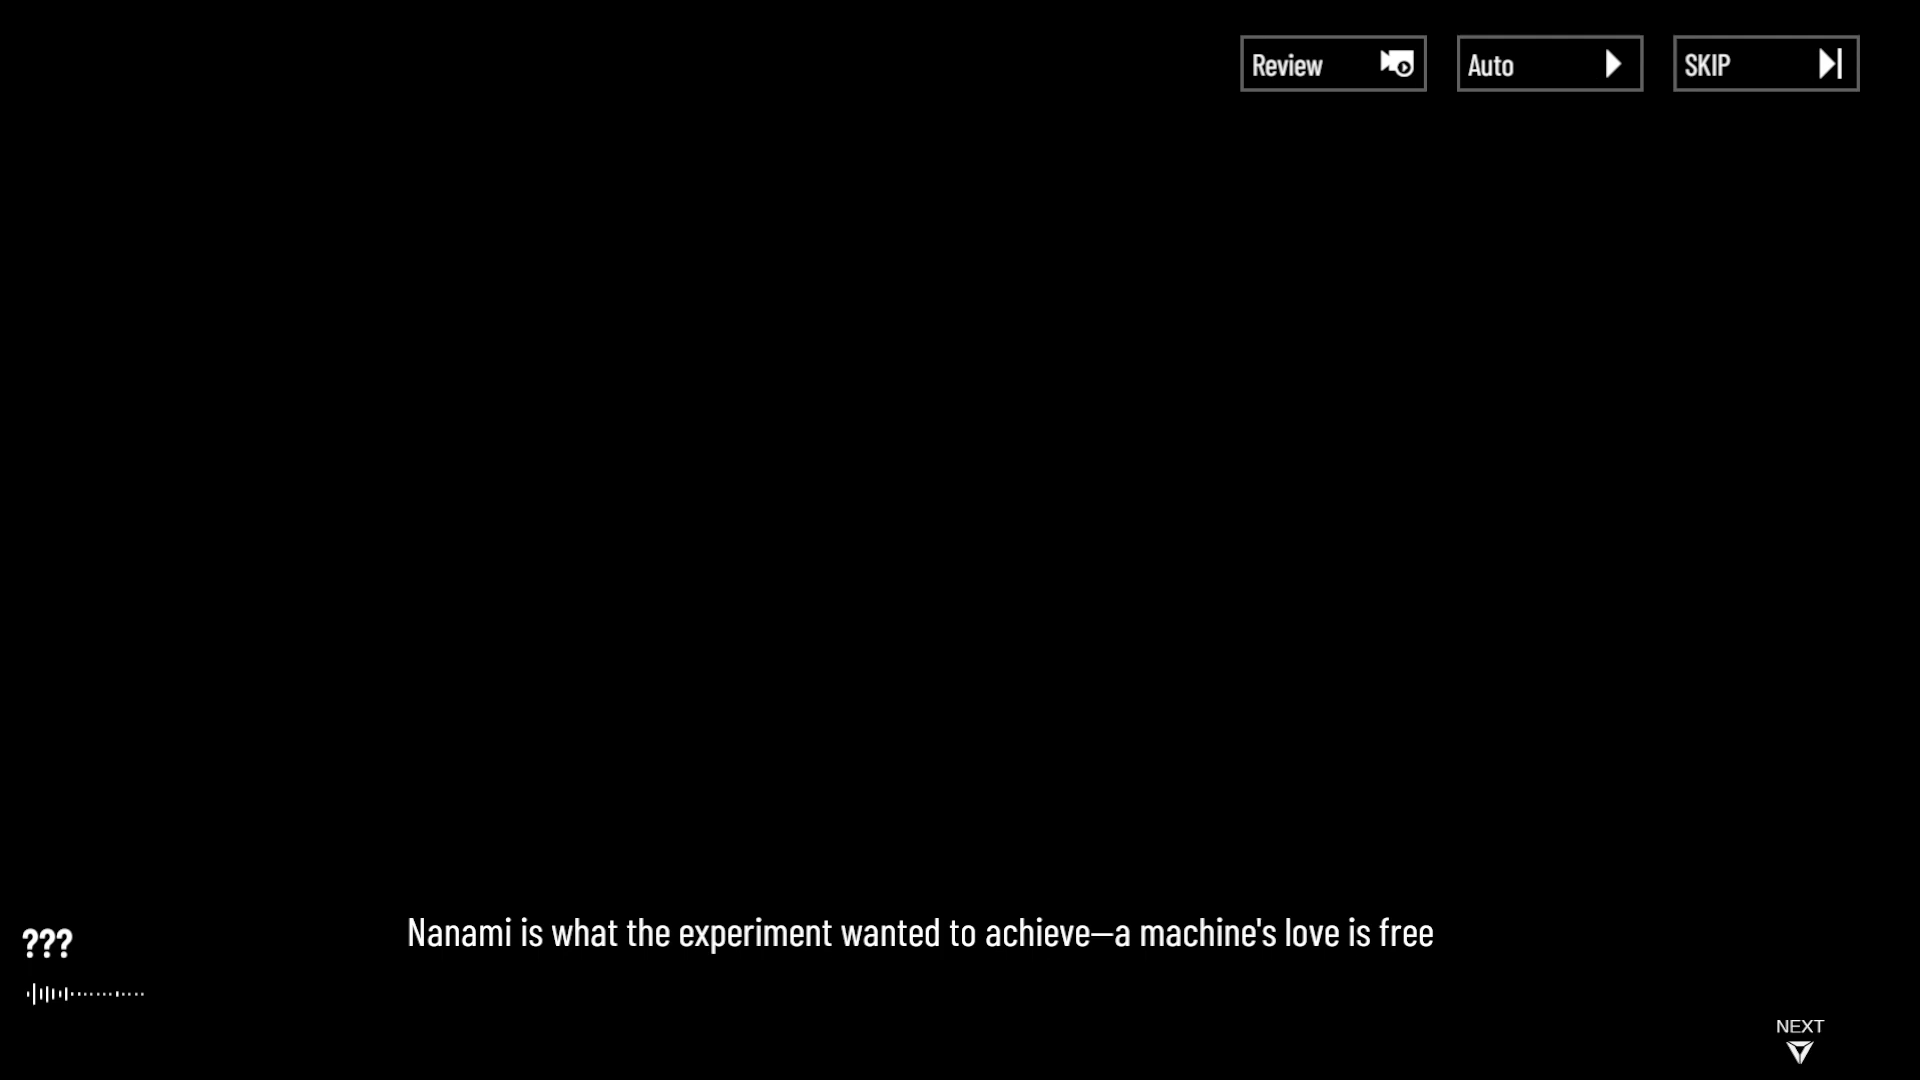 Review
Auto
SKIP
???
Nanami is what the experiment wanted to achieve—a machine's love is free
NEXT